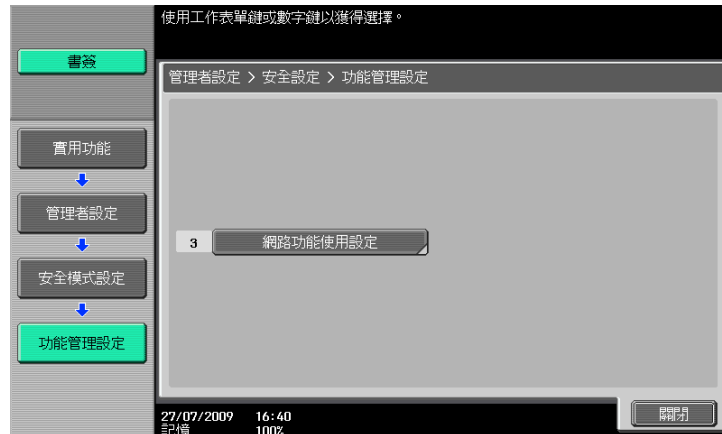 使用工作表單鍵或數字鍵以獲得選擇。
書簽
管理者設定 > 安全設定 > 功能管理設定
實用功能
管理者設定
3 網路功能使用設定
安全模式設定
功能管理設定
關閉
27/07/2009 16:40
記憶 100%